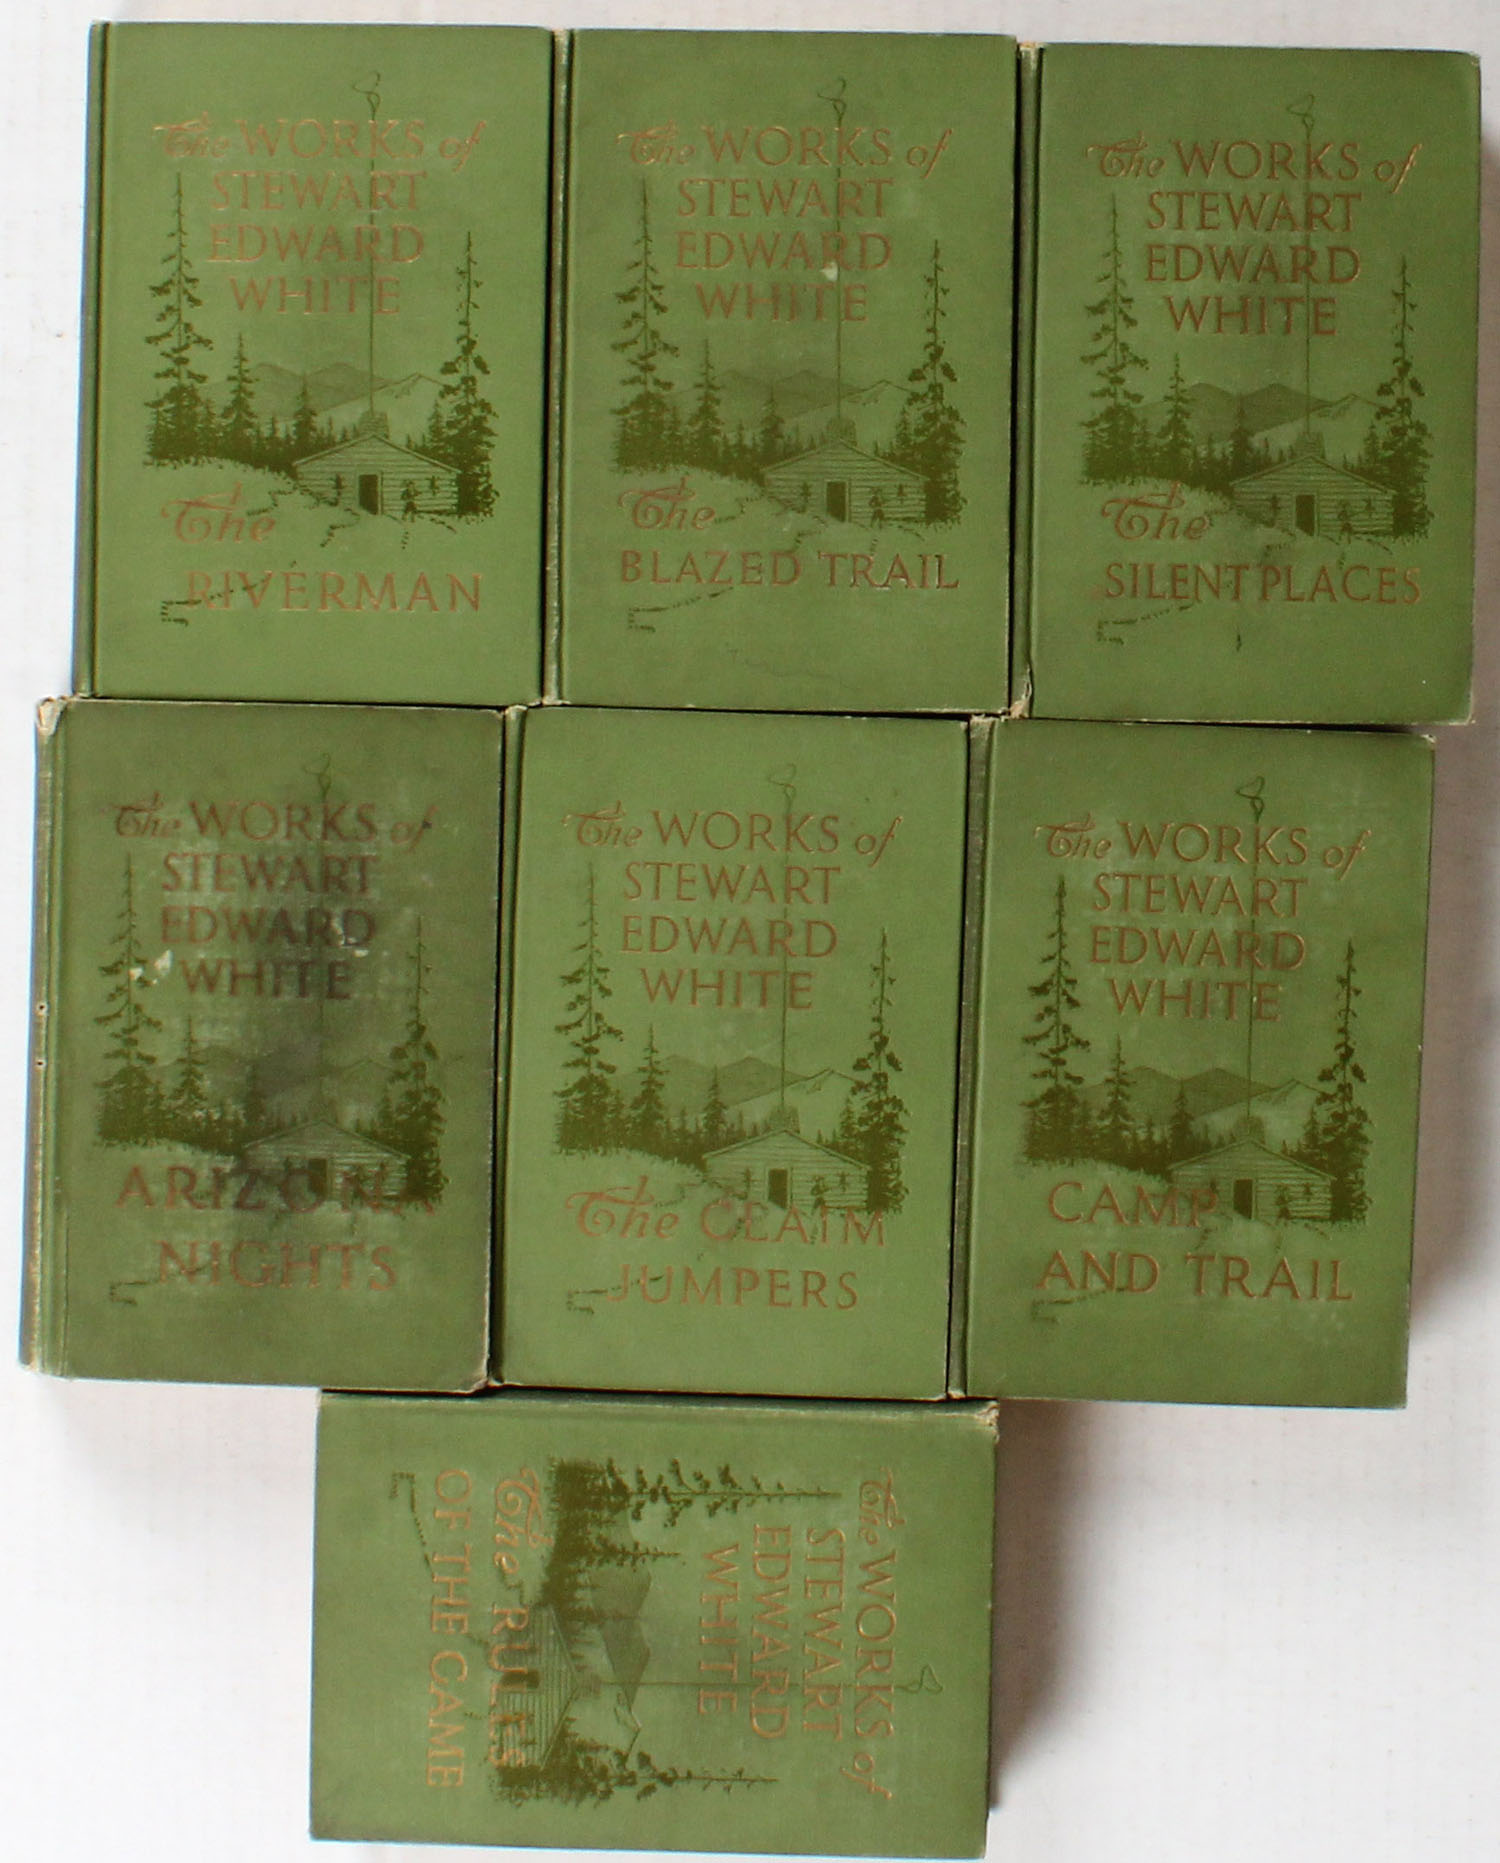 The WORKS of
STEWART
EDWARD
WHITE
The
RIVERMAN
The WORKS of
STEWART
EDWARD
WHITE
The
BLAZED TRAIL
The WORKS of
STEWART
EDWARD
WHITE
The
SILENT PLACES
The WORKS of
STEWART
EDWARD
WHITE
ARIZONA
NIGHTS
The WORKS of
STEWART
EDWARD
WHITE
The CLAIM
JUMPERS
The WORKS of
STEWART
EDWARD
WHITE
CAMP
AND TRAIL
The WORKS of
STEWART
EDWARD
WHITE
The RULES
OF THE GAME